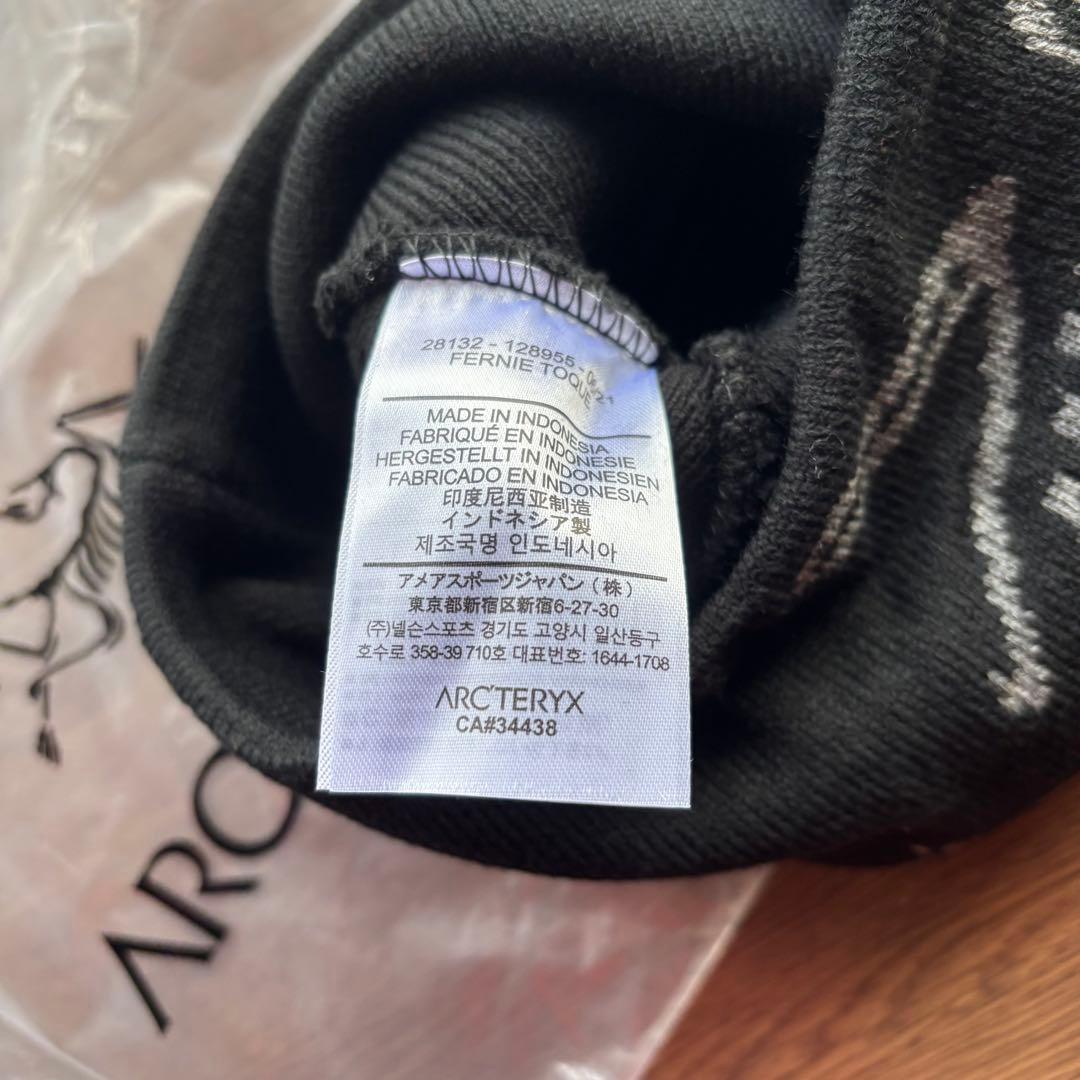 28132 - 128955 - 06/21
FERNIE TOQUE
MADE IN INDONESIA
FABRIQUÉ EN INDONESIE
HERGESTELLT IN INDONESIEN
FABRICADO EN INDONESIA
印度尼西亚制造
インドネシア製
제조국명 인도네시아
アメアスポーツジャパン（株）
東京都新宿区新宿6-27-30
(주)넬슨스포츠 경기도 고양시 일산동구
호수로 358-39 710호 대표번호: 1644-1708
ARC'TERYX
CA#34438
ARC